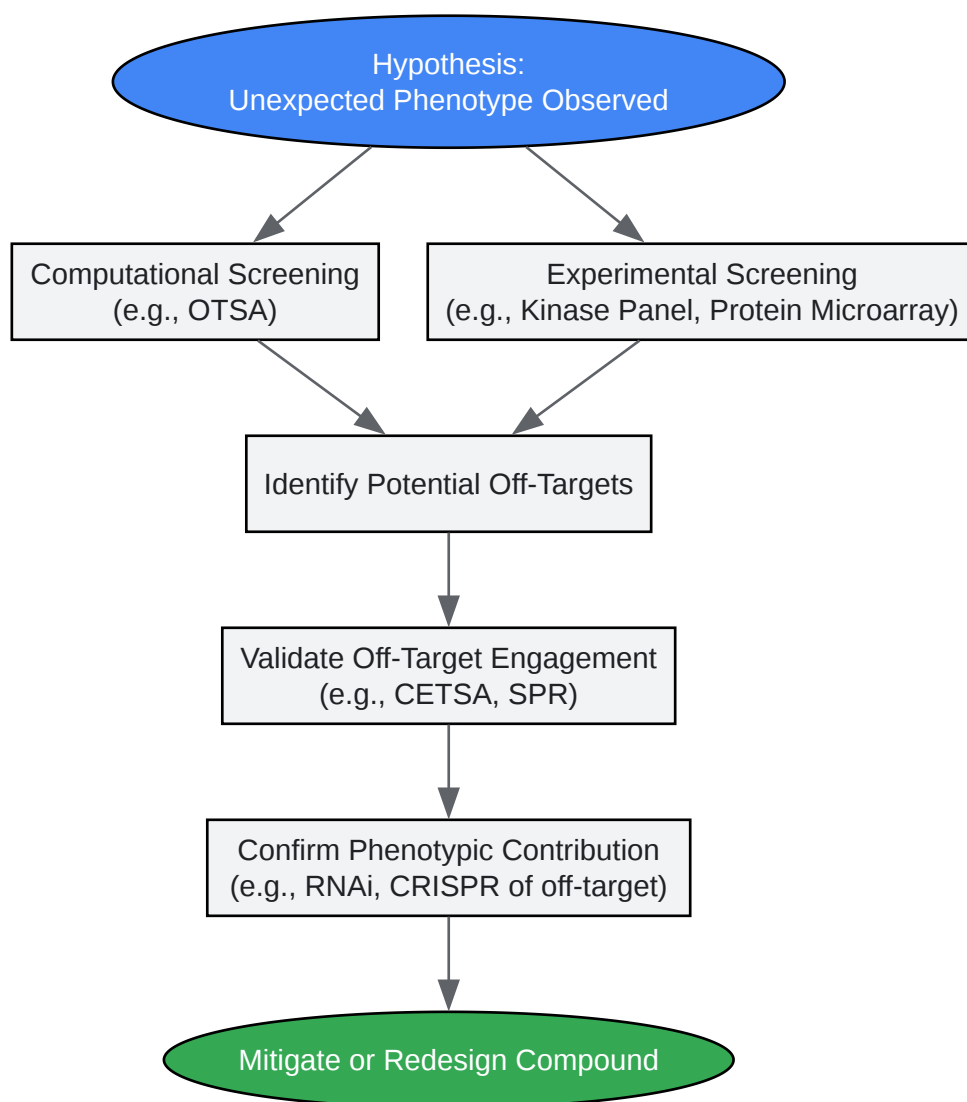 Hypothesis:
Unexpected Phenotype Observed
Computational Screening
(e.g., OTSA)
Experimental Screening
(e.g., Kinase Panel, Protein Microarray)
Identify Potential Off-Targets
Validate Off-Target Engagement
(e.g., CETSA, SPR)
Confirm Phenotypic Contribution
(e.g., RNAi, CRISPR of off-target)
Mitigate or Redesign Compound